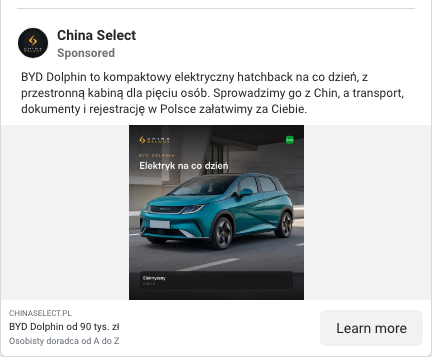 China Select
Sponsored
BYD Dolphin to kompaktowy elektryczny hatchback na co dzień, z
przestronną kabiną dla pięciu osób. Sprowadzimy go z Chin, a transport,
dokumenty i rejestrację w Polsce załatwimy za Ciebie.
BYD DOLPHIN
Elektryk na co dzień
Elektryczny
CHINASELECT.PL
BYD Dolphin od 90 tys. zł
Osobisty doradca od A do Z
Learn more